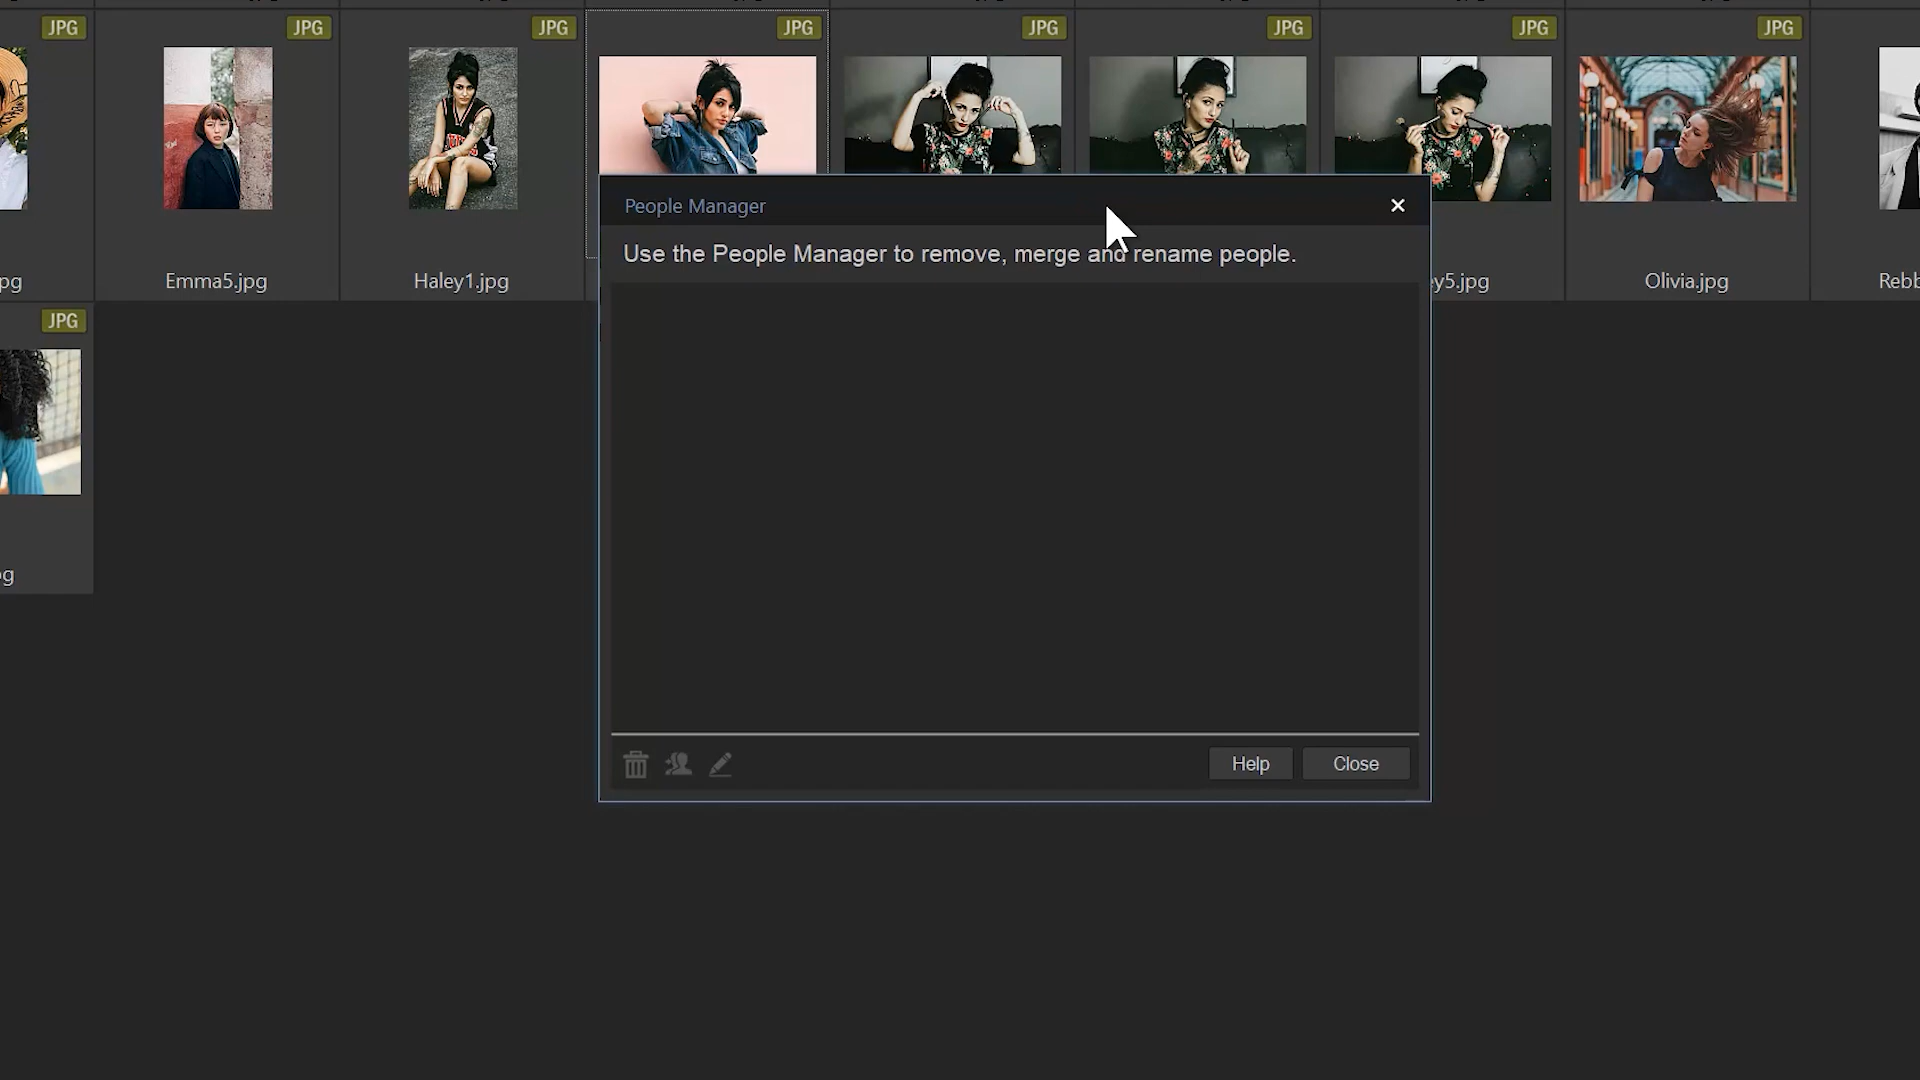 JPG JPG JPG JPG JPG JPG JPG JPG
People Manager
Use the People Manager to remove, merge and rename people.
pg Emma5.jpg Haley1.jpg ey5.jpg Olivia.jpg Rebb
JPG
Help Close